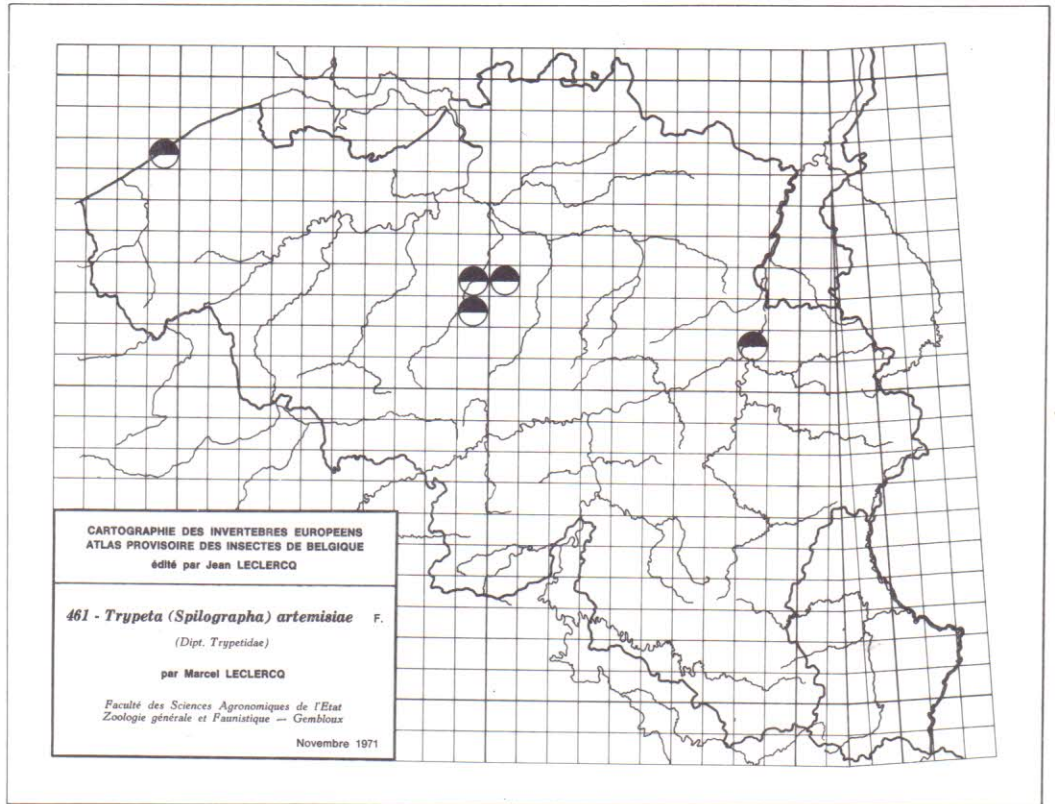 CARTOGRAPHIE DES INVERTEBRES EUROPEENS
ATLAS PROVISOIRE DES INSECTES DE BELGIQUE
édité par Jean LECLERCQ
461 - Trypeta (Spilographa) artemisiae F.
(Dipt. Trypetidae)
par Marcel LECLERCQ
Faculté des Sciences Agronomiques de l'Etat
Zoologie générale et Faunistique — Gembloux
Novembre 1971